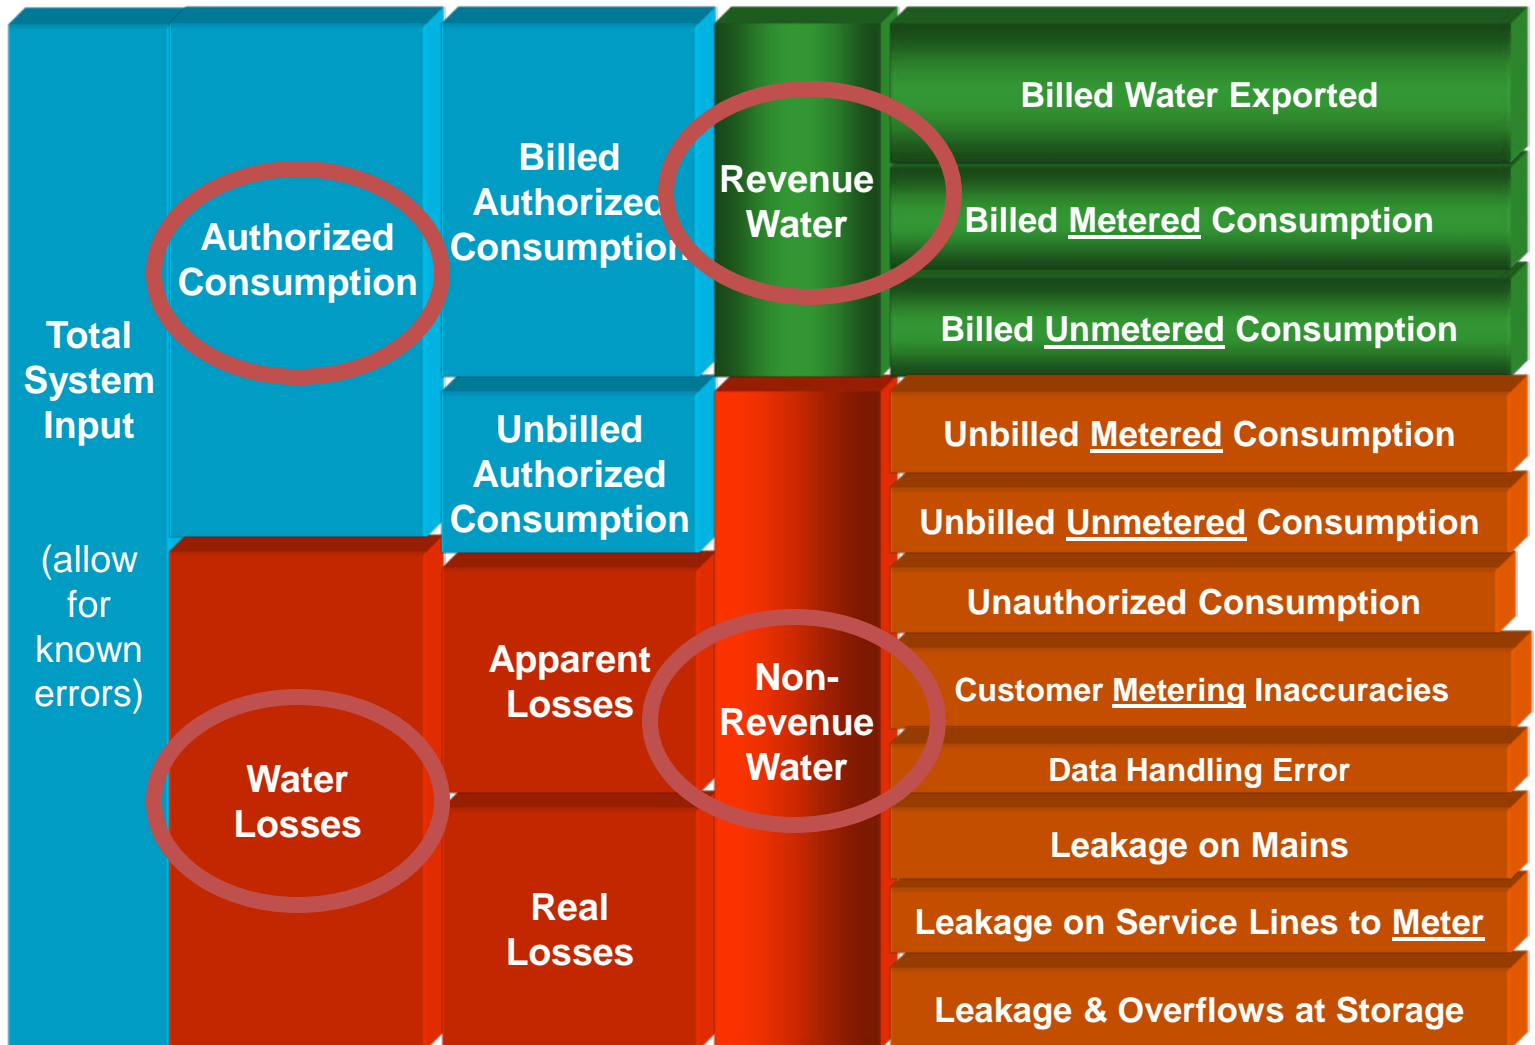 Total
System
Input
(allow
for
known
errors)
Authorized
Consumption
Water
Losses
Billed
Authorized
Consumption
Unbilled
Authorized
Consumption
Apparent
Losses
Real
Losses
Revenue
Water
Non-
Revenue
Water
Billed Water Exported
Billed Metered Consumption
Billed Unmetered Consumption
Unbilled Metered Consumption
Unbilled Unmetered Consumption
Unauthorized Consumption
Customer Metering Inaccuracies
Data Handling Error
Leakage on Mains
Leakage on Service Lines to Meter
Leakage & Overflows at Storage